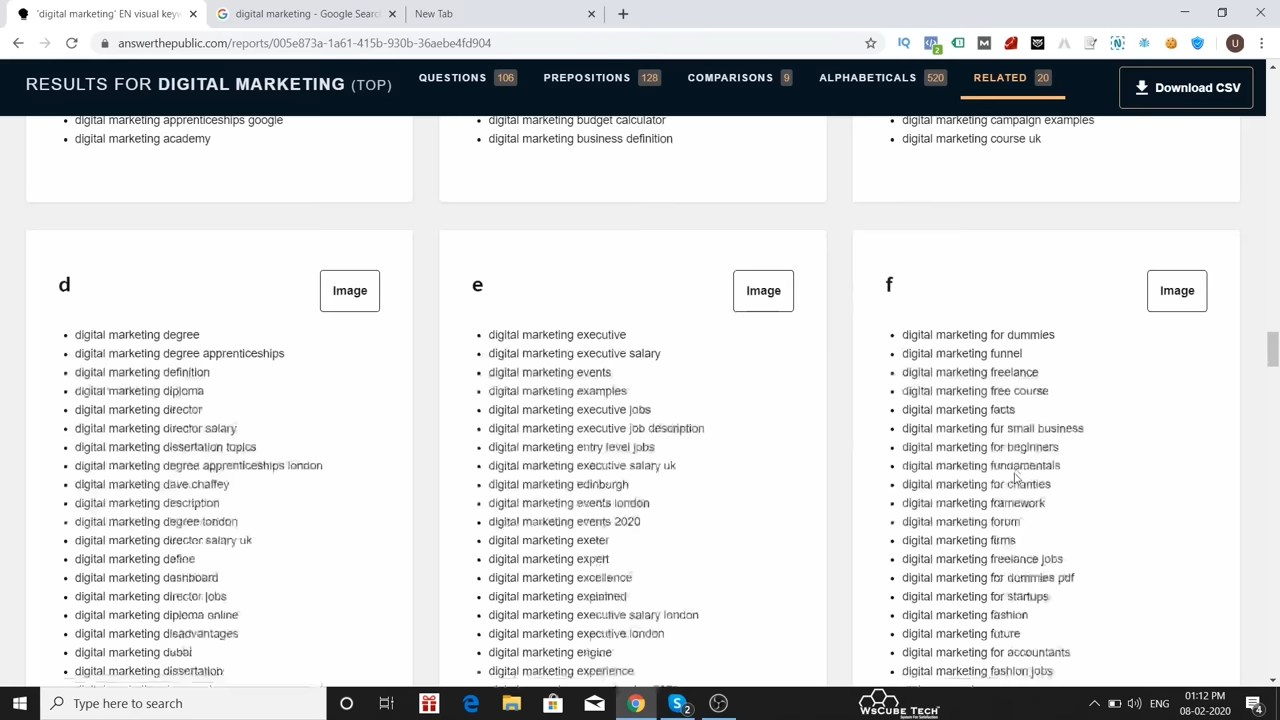 'digital marketing' EN visual keyw
digital marketing - Google Searc
New Tab
answerthepublic.com/reports/005e873a-1a61-415b-930b-36aebe4fd904
RESULTS FOR DIGITAL MARKETING (TOP)
QUESTIONS 106
PREPOSITIONS 128
COMPARISONS 9
ALPHABETICALS 520
RELATED 20
Download CSV
digital marketing apprenticeships google
digital marketing academy
digital marketing budget calculator
digital marketing business definition
digital marketing campaign examples
digital marketing course uk
d
Image
digital marketing degree
digital marketing degree apprenticeships
digital marketing definition
digital marketing diploma
digital marketing director
digital marketing director salary
digital marketing dissertation topics
digital marketing degree apprenticeships london
digital marketing dave chaffey
digital marketing description
digital marketing degree london
digital marketing director salary uk
digital marketing define
digital marketing dashboard
digital marketing director jobs
digital marketing diploma online
digital marketing disadvantages
digital marketing dubai
digital marketing dissertation
e
Image
digital marketing executive
digital marketing executive salary
digital marketing events
digital marketing examples
digital marketing executive jobs
digital marketing executive job description
digital marketing entry level jobs
digital marketing executive salary uk
digital marketing edinburgh
digital marketing events london
digital marketing events 2020
digital marketing exeter
digital marketing expert
digital marketing excellence
digital marketing explained
digital marketing executive salary london
digital marketing executive london
digital marketing engine
digital marketing experience
f
Image
digital marketing for dummies
digital marketing funnel
digital marketing freelance
digital marketing free course
digital marketing facts
digital marketing for small business
digital marketing for beginners
digital marketing fundamentals
digital marketing for charities
digital marketing framework
digital marketing forum
digital marketing firms
digital marketing freelance jobs
digital marketing for dummies pdf
digital marketing for startups
digital marketing fashion
digital marketing future
digital marketing for accountants
digital marketing fashion jobs
Type here to search
WsCube Tech
ENG
01:12 PM
08-02-2020